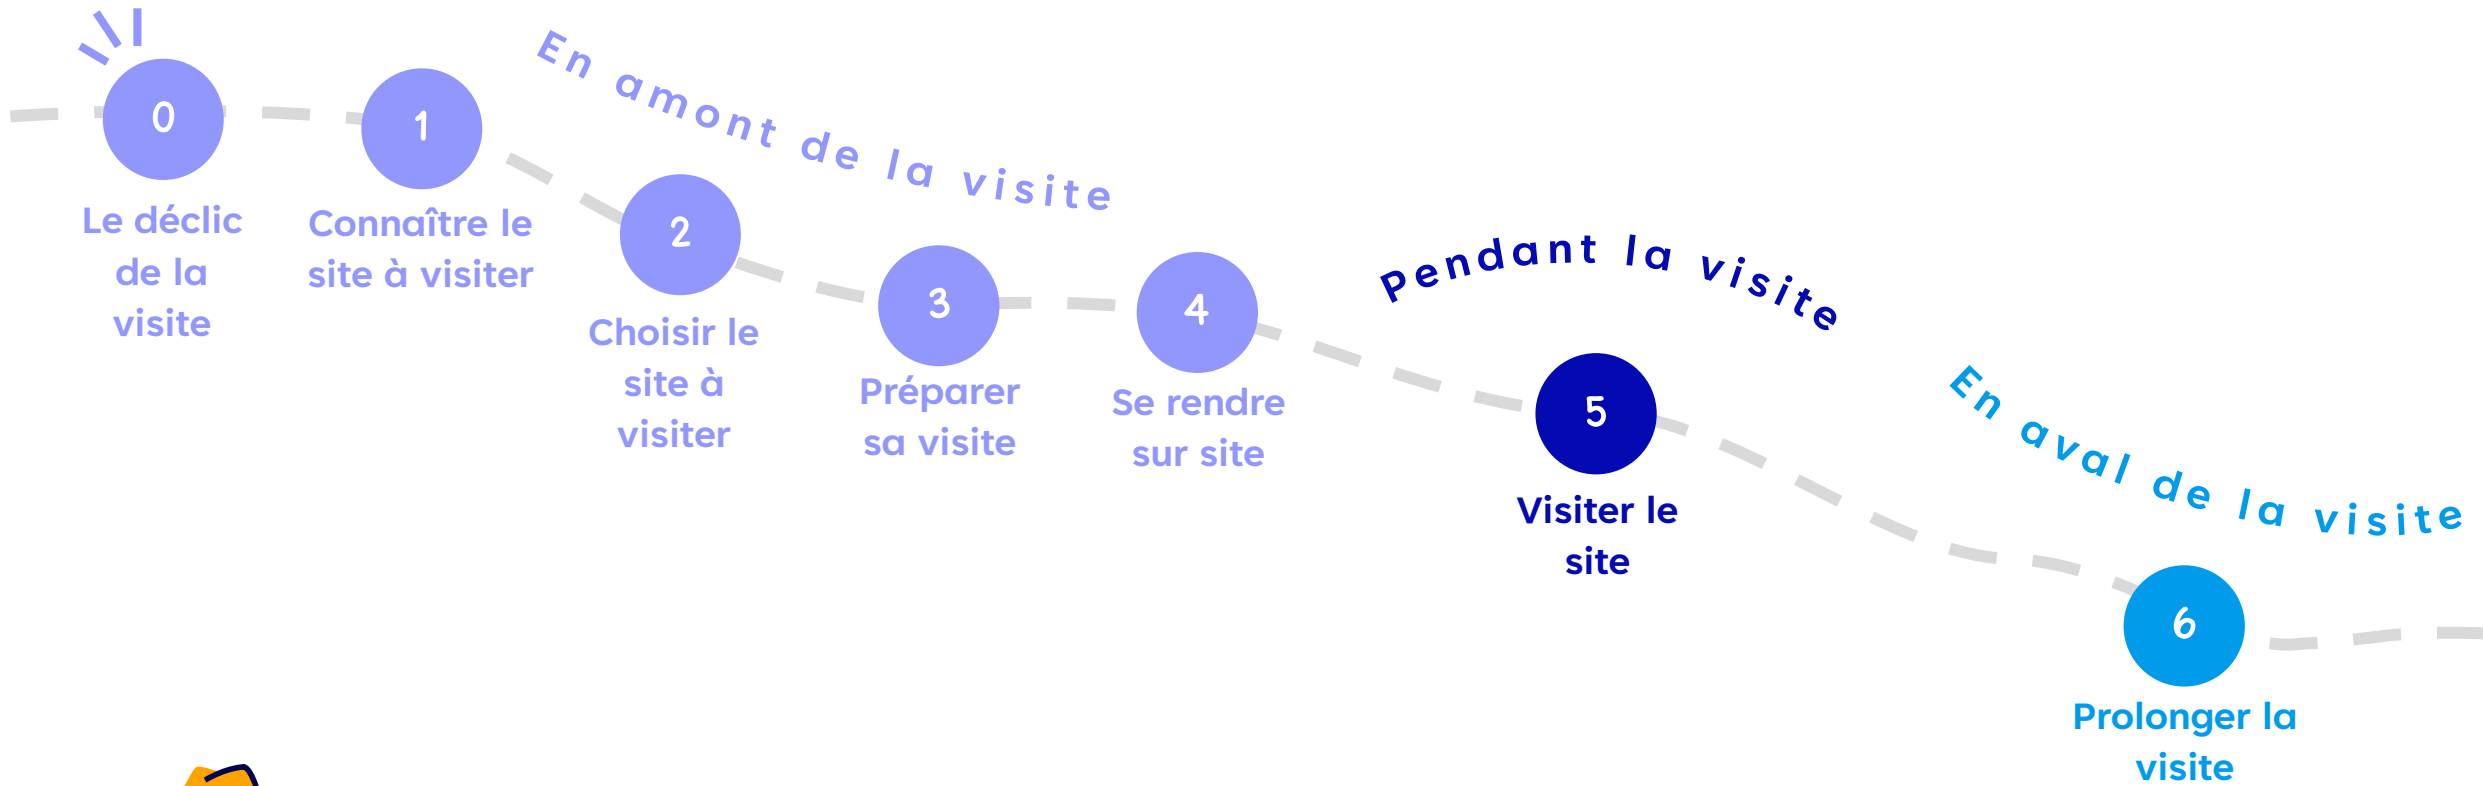 0
Le déclic
de la
visite
1
Connaître le
site à visiter
En amont de la visite
2
Choisir le
site à
visiter
3
Préparer
sa visite
4
Se rendre
sur site
Pendant la visite
5
Visiter le
site
En aval de la visite
6
Prolonger la
visite